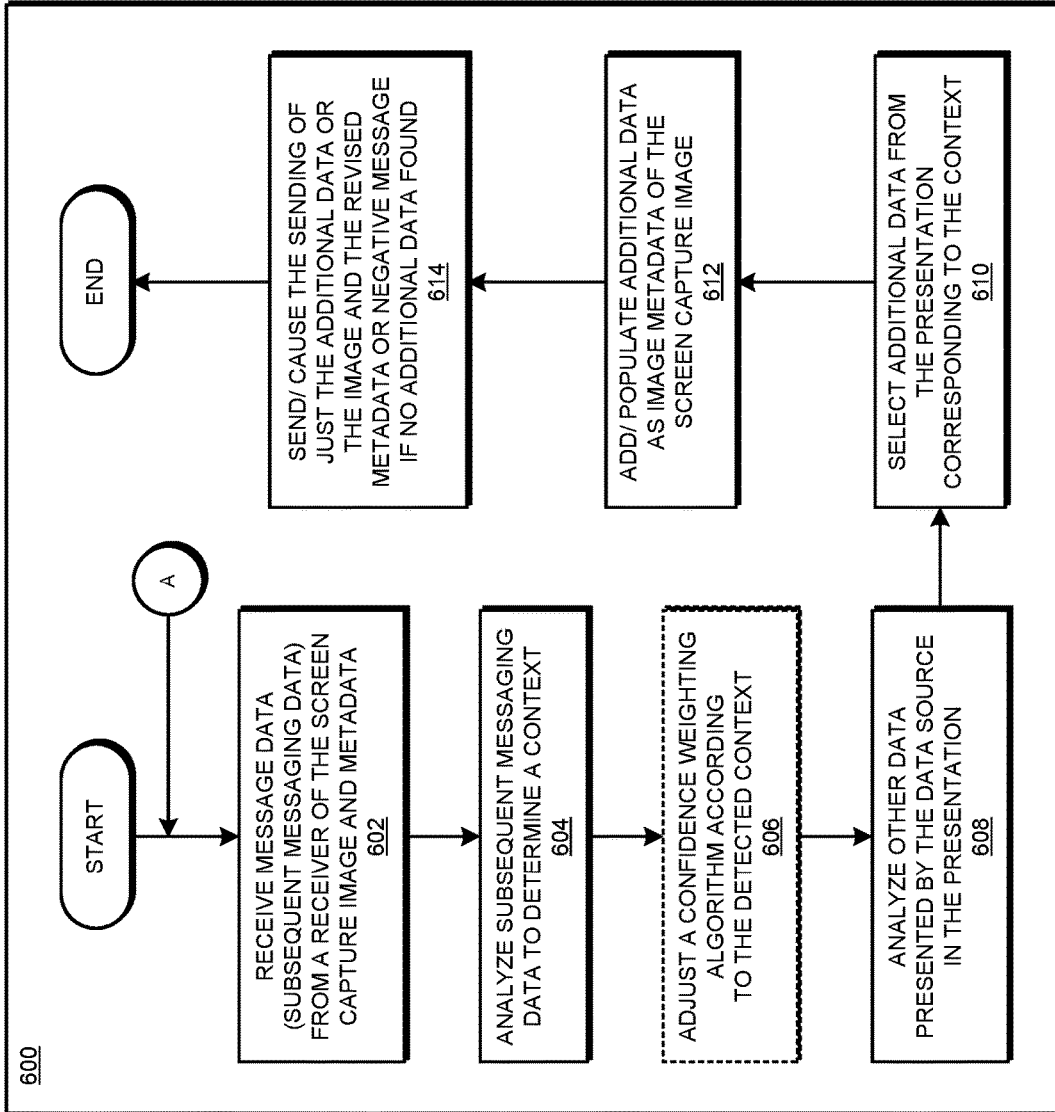 600
START
A
RECEIVE MESSAGE DATA
(SUBSEQUENT MESSAGING DATA)
FROM A RECEIVER OF THE SCREEN
CAPTURE IMAGE AND METADATA
602
ANALYZE SUBSEQUENT MESSAGING
DATA TO DETERMINE A CONTEXT
604
ADJUST A CONFIDENCE WEIGHTING
ALGORITHM ACCORDING
TO THE DETECTED CONTEXT
606
ANALYZE OTHER DATA
PRESENTED BY THE DATA SOURCE
IN THE PRESENTATION
608
SELECT ADDITIONAL DATA FROM
THE PRESENTATION
CORRESPONDING TO THE CONTEXT
610
ADD/ POPULATE ADDITIONAL DATA
AS IMAGE METADATA OF THE
SCREEN CAPTURE IMAGE
612
SEND/ CAUSE THE SENDING OF
JUST THE ADDITIONAL DATA OR
THE IMAGE AND THE REVISED
METADATA OR NEGATIVE MESSAGE
IF NO ADDITIONAL DATA FOUND
614
END